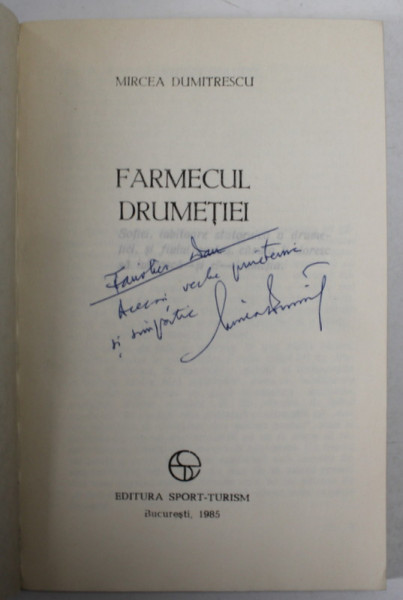 MIRCEA DUMITRESCU
FARMECUL
DRUMEȚIEI
Familiei Dan
Aceeași veche prietenie
și simpatie
EDITURA SPORT-TURISM
București, 1985